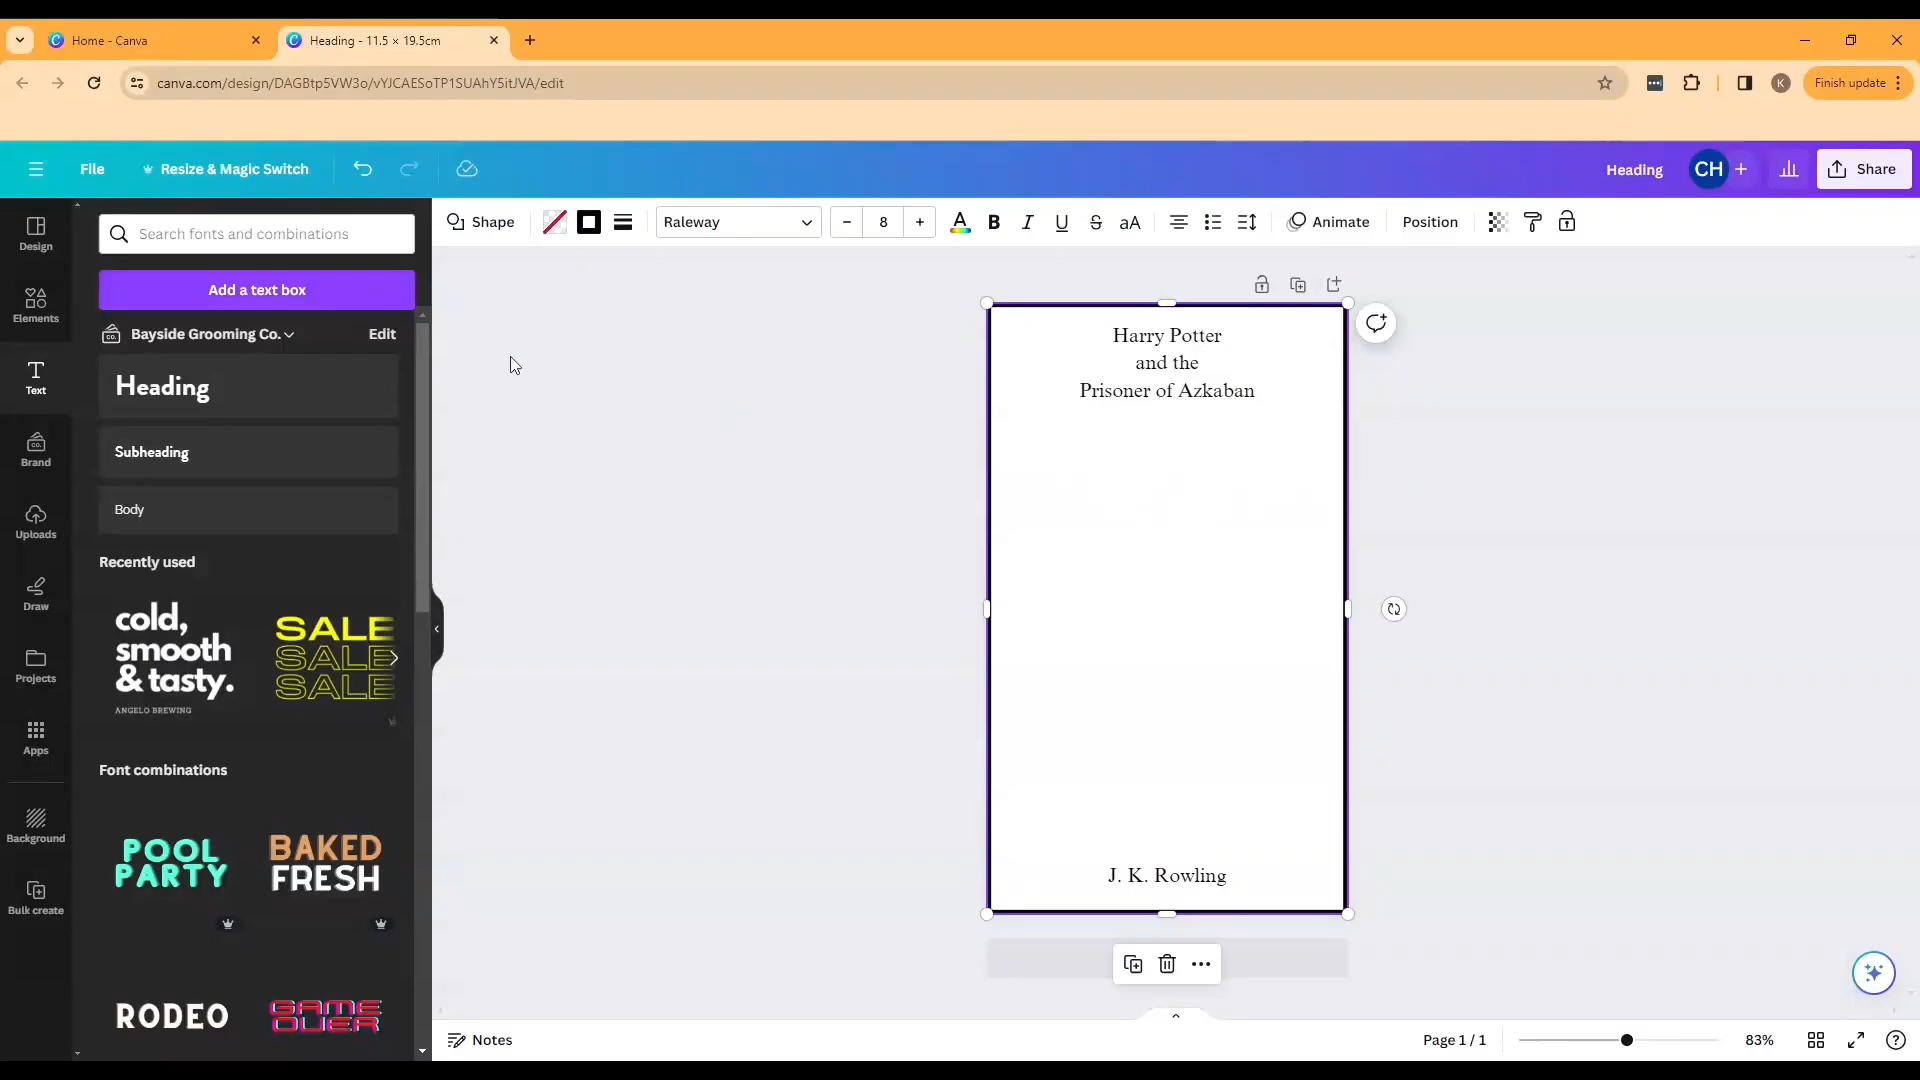 Home - Canva
Heading - 11.5 × 19.5cm
canva.com/design/DAGBtp5VW3o/vYJCAESoTP1SUAhY5itJVA/edit
K
Finish update
File
Resize & Magic Switch
Heading
CH
Share
Design
Elements
Text
Brand
Uploads
Draw
Projects
Apps
Background
Bulk create
Search fonts and combinations
Add a text box
Bayside Grooming Co.
Edit
Heading
Subheading
Body
Recently used
cold,
smooth
& tasty.
ANGELO BREWING
SALE
SALE
SALE
Font combinations
POOL
PARTY
BAKED
FRESH
RODEO
GAME
OVER
Shape
Raleway
8
A
B
I
U
S
aA
Animate
Position
Harry Potter
and the
Prisoner of Azkaban
J. K. Rowling
Notes
Page 1 / 1
83%